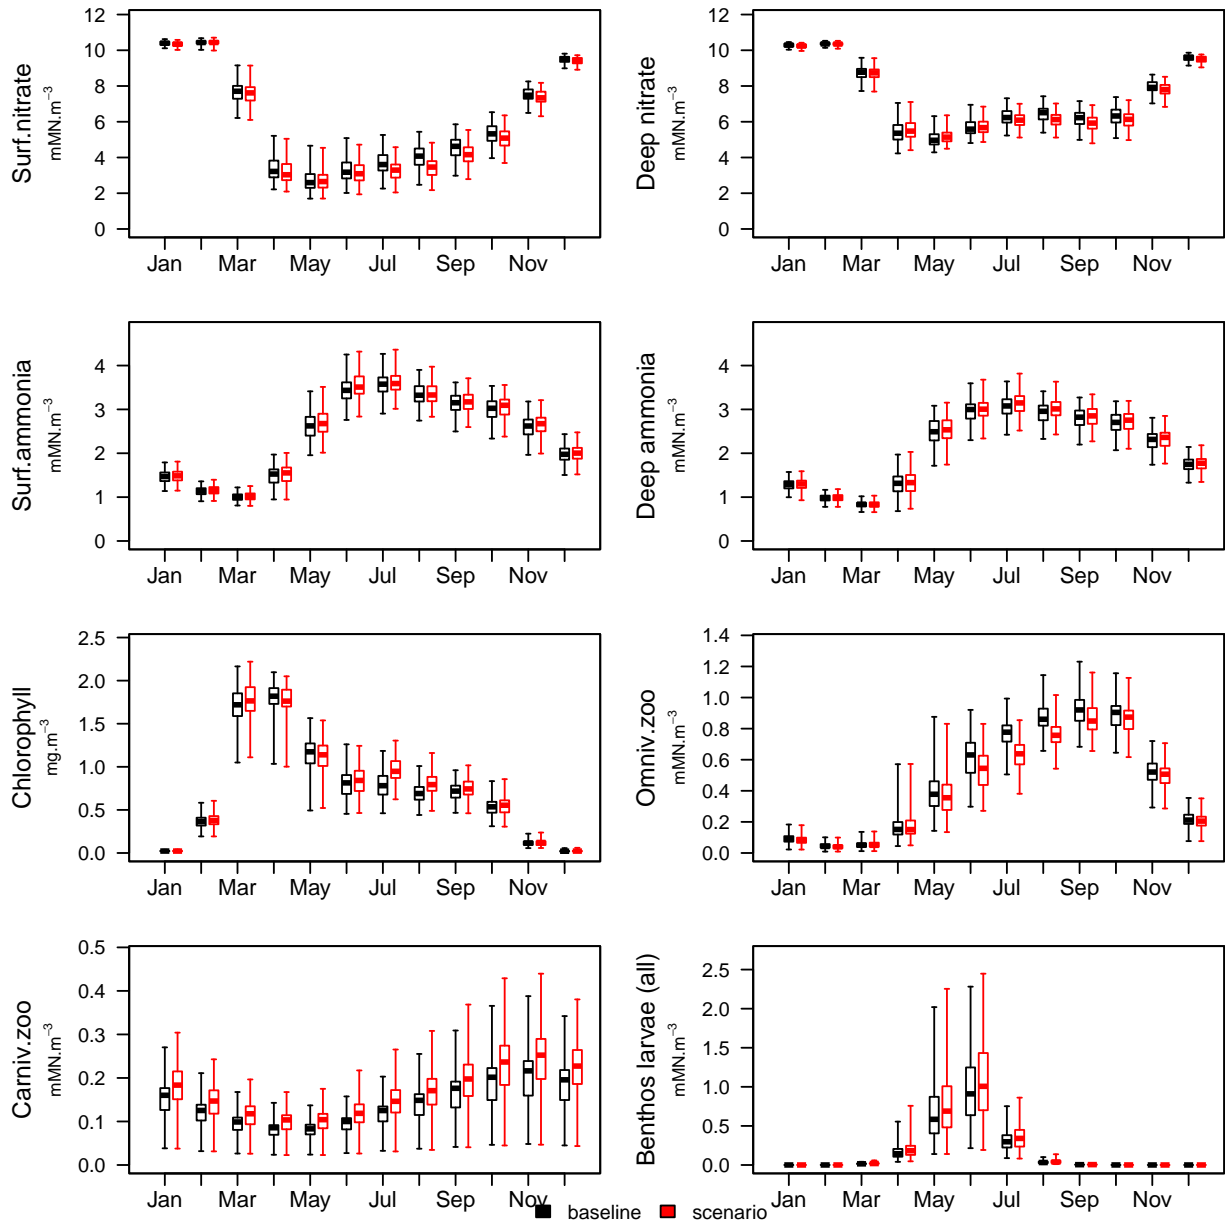 Surf.nitrate
mMN.m−3
12
10
8
6
4
2
0
Jan Mar May Jul Sep Nov
Deep nitrate
mMN.m−3
12
10
8
6
4
2
0
Jan Mar May Jul Sep Nov
Surf.ammonia
mMN.m−3
4
3
2
1
0
Jan Mar May Jul Sep Nov
Deep ammonia
mMN.m−3
4
3
2
1
0
Jan Mar May Jul Sep Nov
Chlorophyll
mg.m−3
2.5
2.0
1.5
1.0
0.5
0.0
Jan Mar May Jul Sep Nov
Omniv.zoo
mMN.m−3
1.4
1.2
1.0
0.8
0.6
0.4
0.2
0.0
Jan Mar May Jul Sep Nov
Carniv.zoo
mMN.m−3
0.5
0.4
0.3
0.2
0.1
0.0
Jan Mar May Jul Sep Nov
Benthos larvae (all)
mMN.m−3
2.5
2.0
1.5
1.0
0.5
0.0
Jan Mar May Jul Sep Nov
baseline scenario